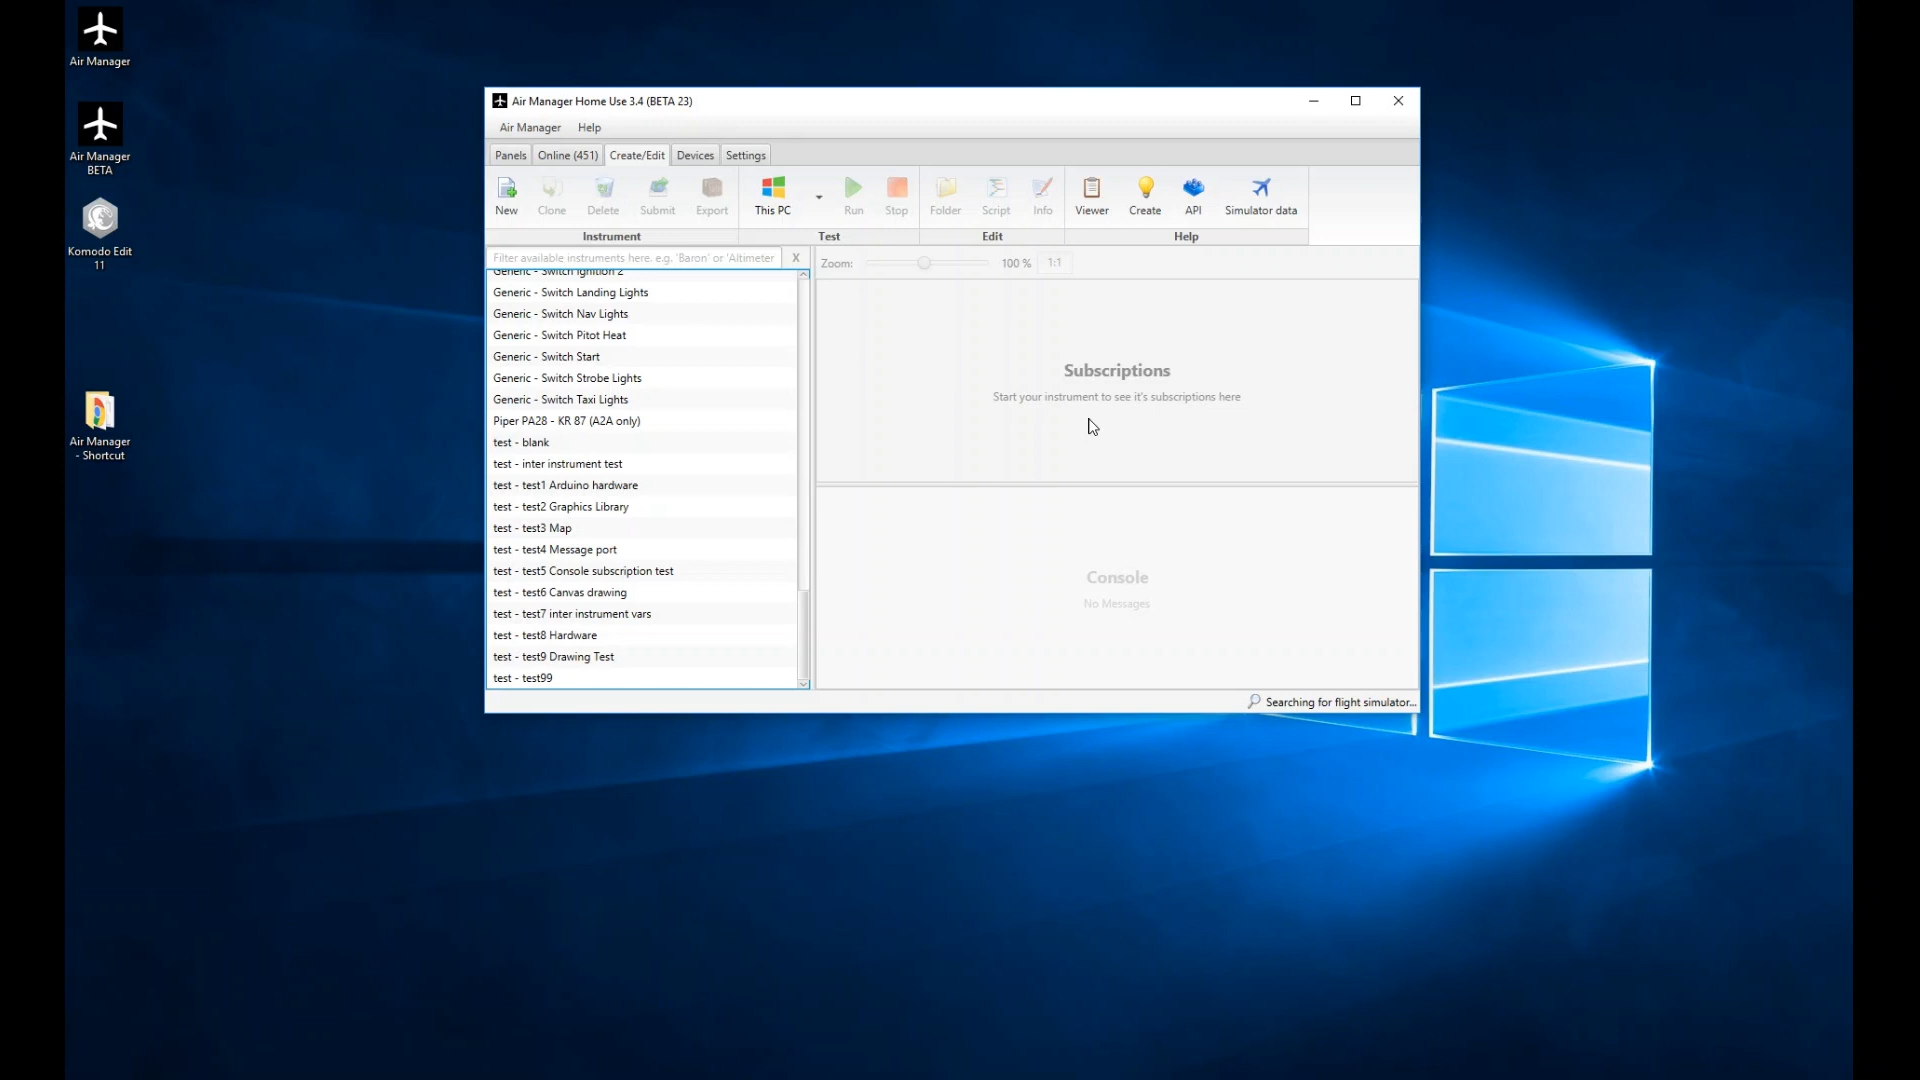 Air Manager
Air Manager
BETA
Komodo Edit
11
Air Manager
- Shortcut
Air Manager Home Use 3.4 (BETA 23)
Air Manager Help
Panels Online (451) Create/Edit Devices Settings
New Clone Delete Submit Export This PC Run Stop Folder Script Info Viewer Create API Simulator data
Instrument Test Edit Help
Filter available instruments here. e.g. 'Baron' or 'Altimeter X
Zoom: 100 % 1:1
Generic - Switch Ignition 2
Generic - Switch Landing Lights
Generic - Switch Nav Lights
Generic - Switch Pitot Heat
Generic - Switch Start
Generic - Switch Strobe Lights
Generic - Switch Taxi Lights
Piper PA28 - KR 87 (A2A only)
test - blank
test - inter instrument test
test - test1 Arduino hardware
test - test2 Graphics Library
test - test3 Map
test - test4 Message port
test - test5 Console subscription test
test - test6 Canvas drawing
test - test7 inter instrument vars
test - test8 Hardware
test - test9 Drawing Test
test - test99
Subscriptions
Start your instrument to see it's subscriptions here
Console
No Messages
Searching for flight simulator...